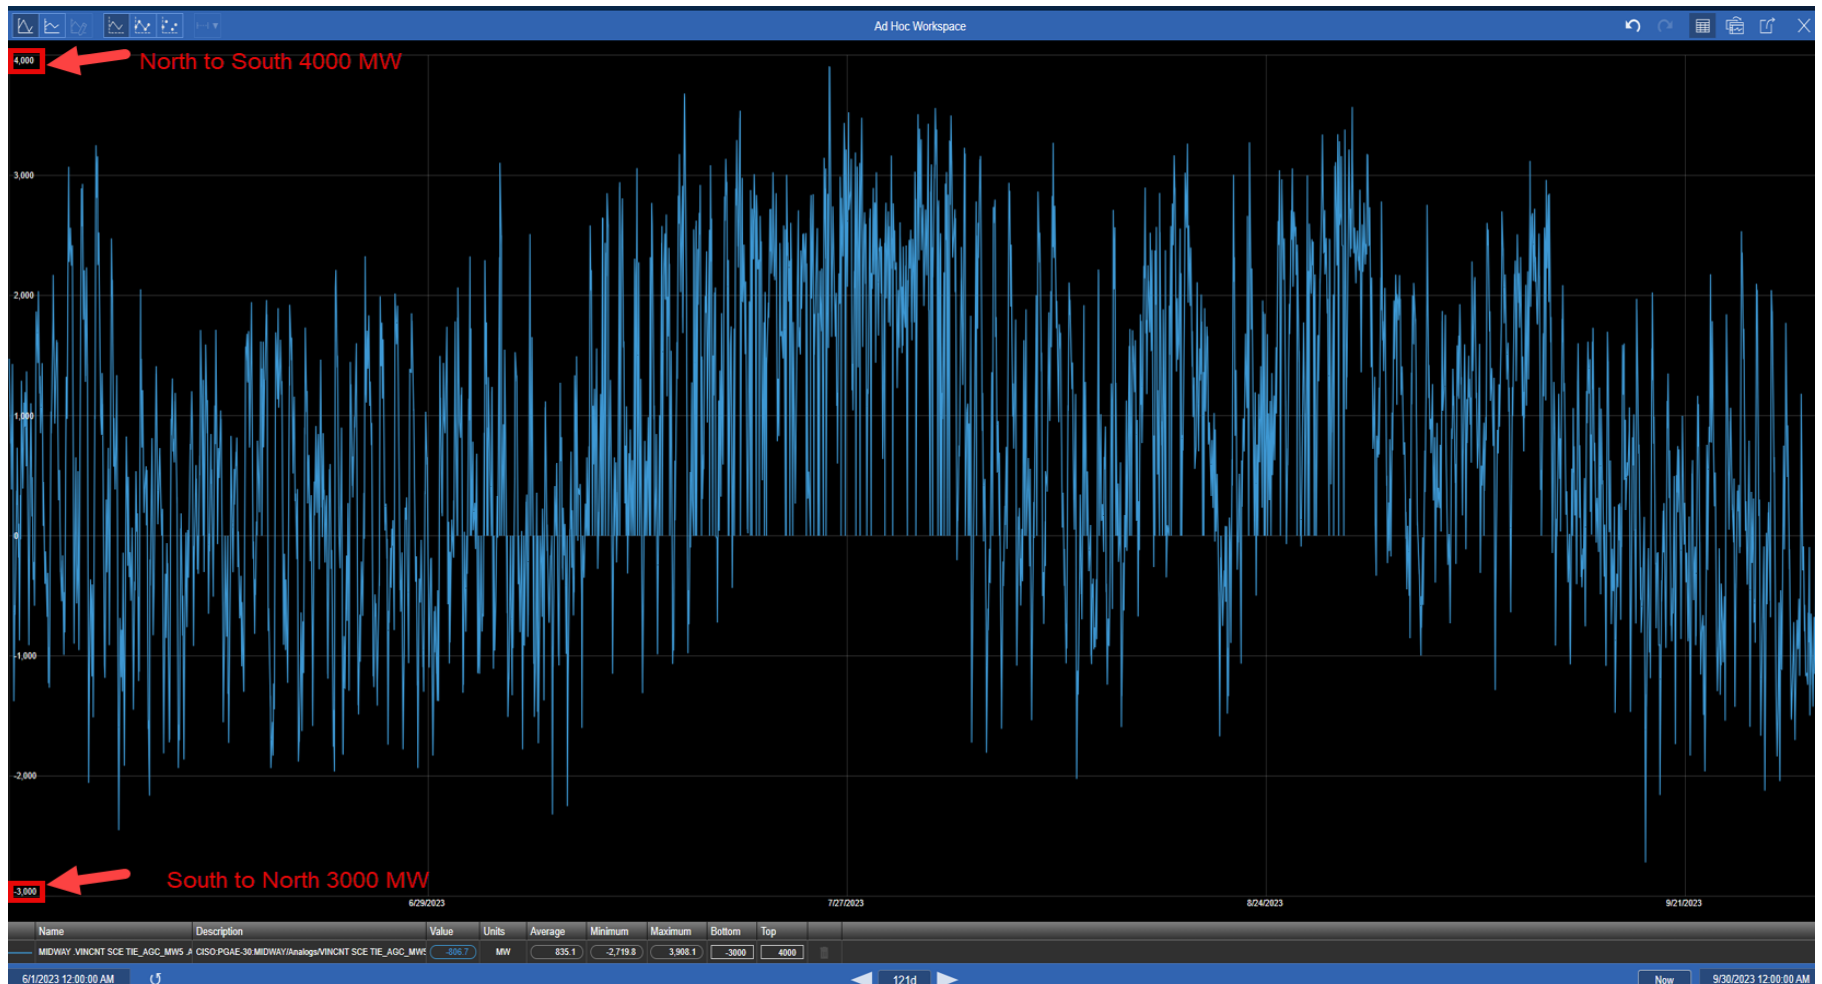 Ad Hoc Workspace
4,000
North to South 4000 MW
3,000
2,000
1,000
0
-1,000
-2,000
-3,000
South to North 3000 MW
6/29/2023 7/27/2023 8/24/2023 9/21/2023
Name Description Value Units Average Minimum Maximum Bottom Top
MIDWAY .VINCNT SCE TIE_AGC_MW5 .A CISO:PGAE-30:MIDWAY/Analogs/VINCNT SCE TIE_AGC_MW5 -806.7 MW 835.1 -2,719.8 3,908.1 -3000 4000
6/1/2023 12:00:00 AM 121d Now 9/30/2023 12:00:00 AM